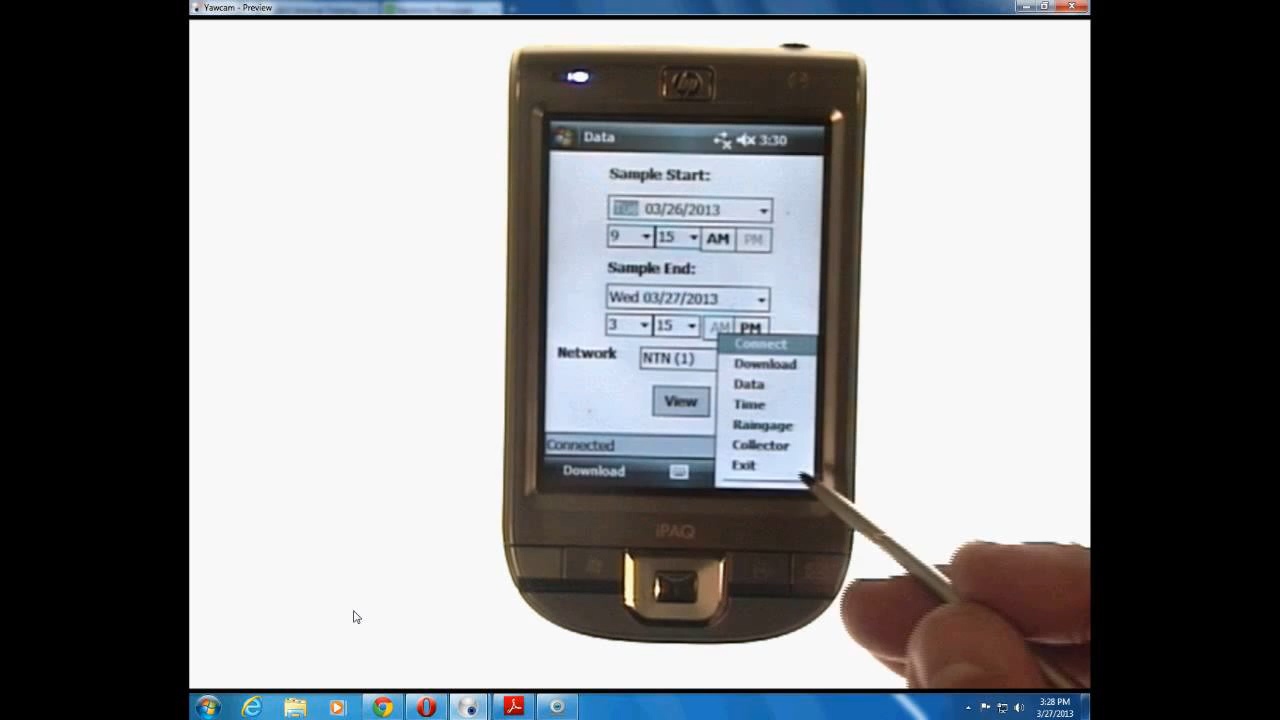 Yawcam - Preview
hp
Data 3:30
Sample Start:
Tue 03/26/2013
9 15 AM PM
Sample End:
Wed 03/27/2013
3 15 AM PM
Network NTN (1)
View
Connected
Download
Connect
Download
Data
Time
Raingage
Collector
Exit
iPAQ
3:28 PM
3/27/2013